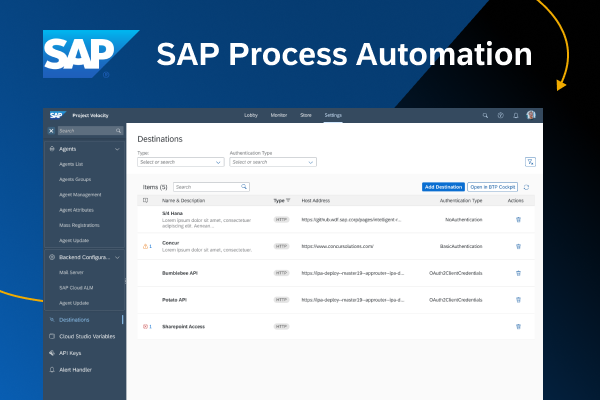 SAP
®
SAP Process Automation
SAP
Project Velocity
Lobby
Monitor
Store
Settings
Search
Agents
Agents List
Agents Groups
Agent Management
Agent Attributes
Mass Registrations
Agent Update
Backend Configura...
Mail Server
SAP Cloud ALM
Agent Update
Destinations
Cloud Studio Variables
API Keys
Alert Handler
Destinations
Type:
Authentication Type
Select or search
Select or search
Items (5)
Search
Add Destination
Open in BTP Cockpit
Name & Description
Type
Host Address
Authentication Type
Actions
S/4 Hana
Lorem ipsum dolor sit amet, consectetuer
adipiscing elit. Aenean...
HTTP
https://github.wdf.sap.corp/pages/intelligent-r...
NoAuthentication
1
Concur
Lorem ipsum dolor sit amet, consectetuer
HTTP
https://www.concursolutions.com/
BasicAuthentication
Bumblebee API
HTTP
https://ipa-deploy-master19--approuter-ipa-d...
OAuth2ClientCredentials
Potato API
HTTP
https://ipa-deploy-master19--approuter-ipa-d...
OAuth2ClientCredentials
1
Sharepoint Access
HTTP